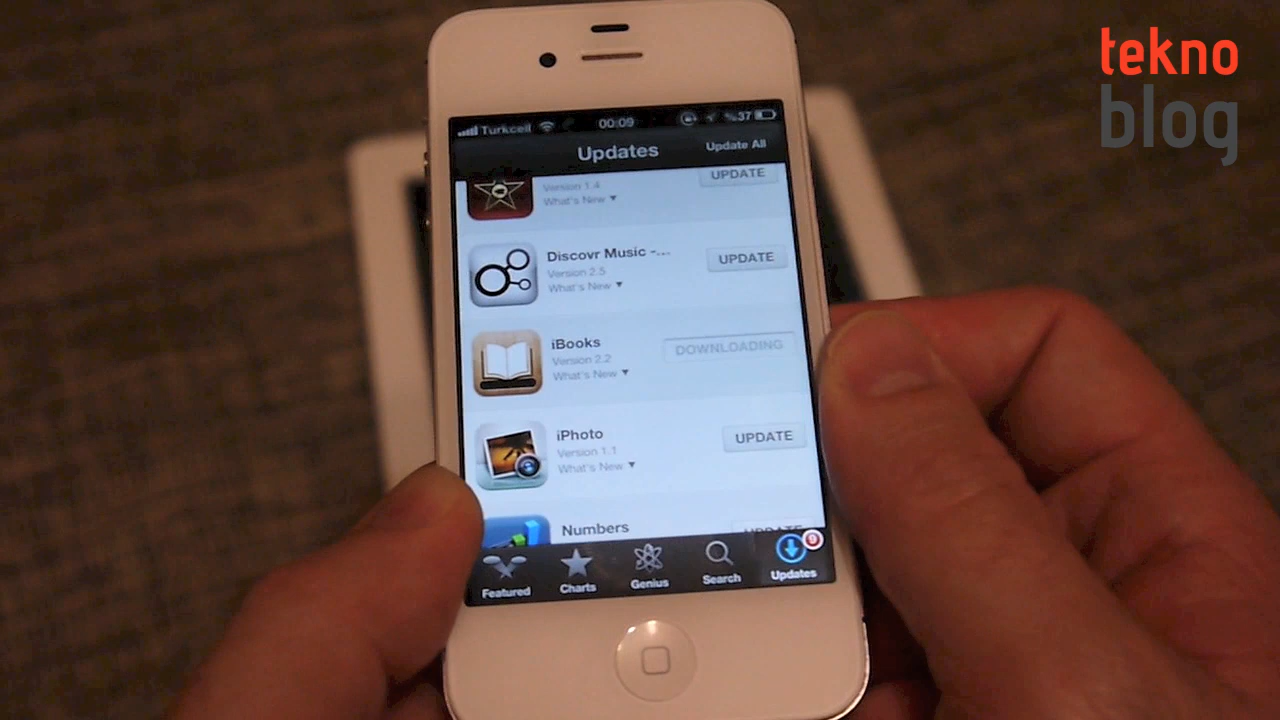 tekno
blog
Turkcell 00:09 %37
Updates Update All
Version 1.4 UPDATE
What's New ▼
Discovr Music -... UPDATE
Version 2.5
What's New ▼
iBooks DOWNLOADING
Version 2.2
What's New ▼
iPhoto UPDATE
Version 1.1
What's New ▼
Numbers UPDATE
9
Featured Charts Genius Search Updates